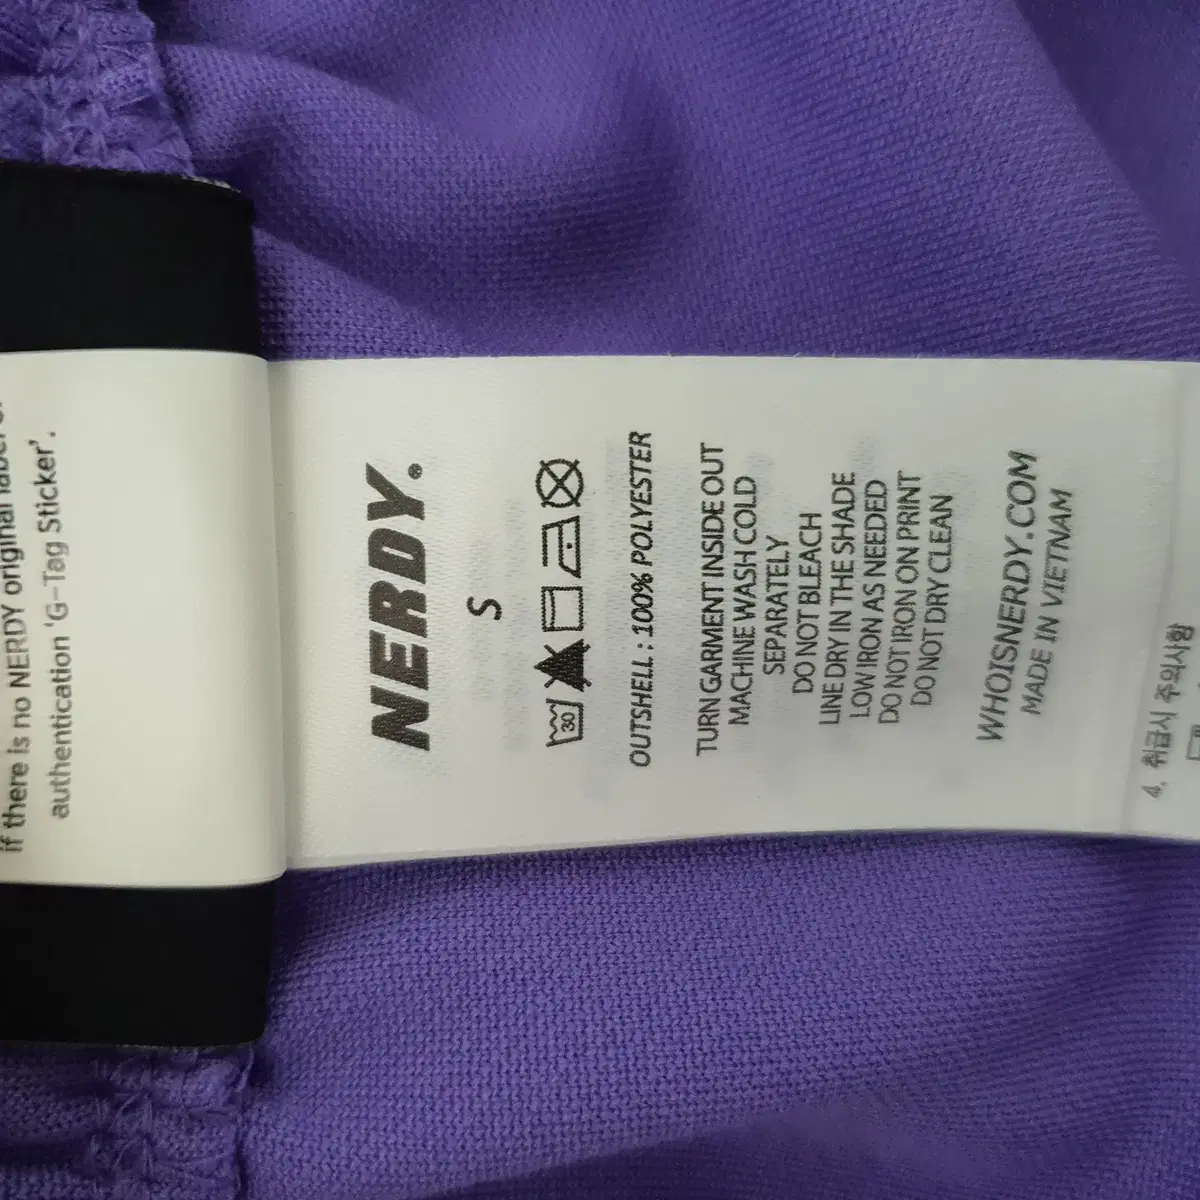 if there is no NERDY original
authentication 'G-Tag Sticker'.
NERDY.
S
30
OUTSHELL : 100% POLYESTER
TURN GARMENT INSIDE OUT
MACHINE WASH COLD
SEPARATELY
DO NOT BLEACH
LINE DRY IN THE SHADE
LOW IRON AS NEEDED
DO NOT IRON ON PRINT
DO NOT DRY CLEAN
WHOISNERDY.COM
MADE IN VIETNAM
4. 취급시 주의사항